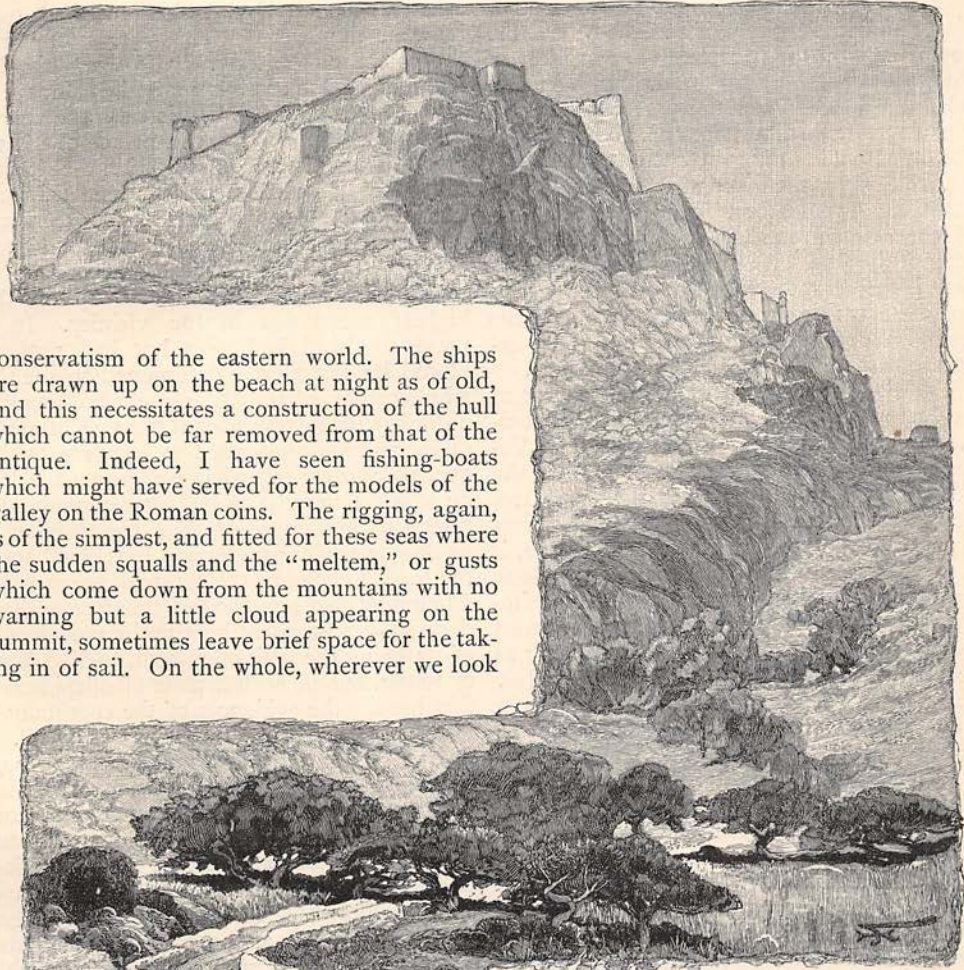 onservatism of the eastern world. The ships
re drawn up on the beach at night as of old,
nd this necessitates a construction of the hull
which cannot be far removed from that of the
ntique. Indeed, I have seen fishing-boats
which might have served for the models of the
alley on the Roman coins. The rigging, again,
s of the simplest, and fitted for these seas where
he sudden squalls and the “meltem,” or gusts
which come down from the mountains with no
warning but a little cloud appearing on the
ummit, sometimes leave brief space for the tak-
ng in of sail. On the whole, wherever we look